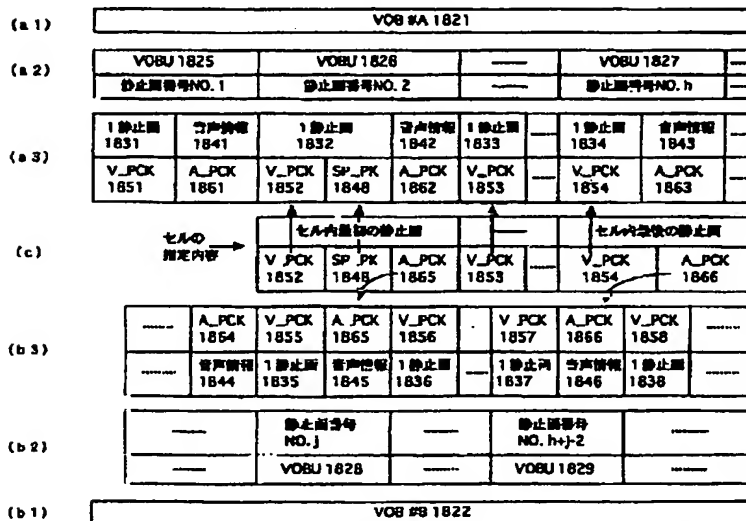 (a1) VOB #A 1821
(a2) VOBU 1825 VOBU 1826 —— VOBU 1827 —
静止画番号NO. 1 静止画番号NO. 2 静止画番号NO. h —
(a3) 1静止画 1831 音声情報 1841 1静止画 1832 音声情報 1842 1静止画 1833 — 1静止画 1834 音声情報 1843 —
V_PCK 1851 A_PCK 1861 V_PCK 1852 SP_PK 1848 A_PCK 1862 V_PCK 1853 — V_PCK 1854 A_PCK 1863 —
(c) セルの指定内容 セル内最初の静止画 —— セル内最後の静止画
V_PCK 1852 SP_PK 1848 A_PCK 1865 V_PCK 1853 — V_PCK 1854 A_PCK 1866
(b3) —— A_PCK 1864 V_PCK 1855 A_PCK 1865 V_PCK 1856 — V_PCK 1857 A_PCK 1866 V_PCK 1858 ——
—— 音声情報 1844 1静止画 1835 音声情報 1845 1静止画 1836 — 1静止画 1837 音声情報 1846 1静止画 1838 ——
(b2) —— 静止画番号 NO. j —— 静止画番号 NO. h+j-2 ——
—— VOBU 1828 —— VOBU 1829 ——
(b1) VOB #B 1822